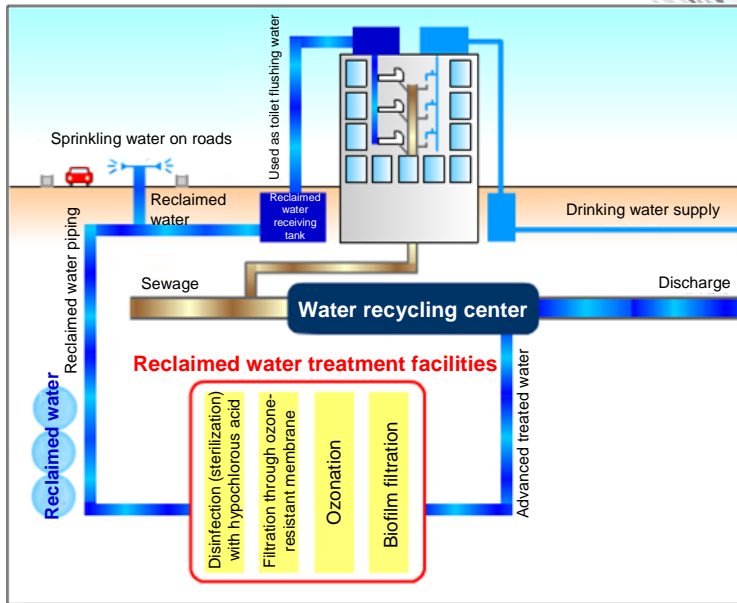 Used as toilet flushing water
Sprinkling water on roads
Reclaimed
water
Reclaimed
water
receiving
tank
Drinking water supply
Reclaimed water piping
Sewage
Water recycling center
Discharge
Reclaimed water treatment facilities
Reclaimed water
Disinfection (sterilization)
with hypochlorous acid
Filtration through ozone-
resistant membrane
Ozonation
Biofilm filtration
Advanced treated water